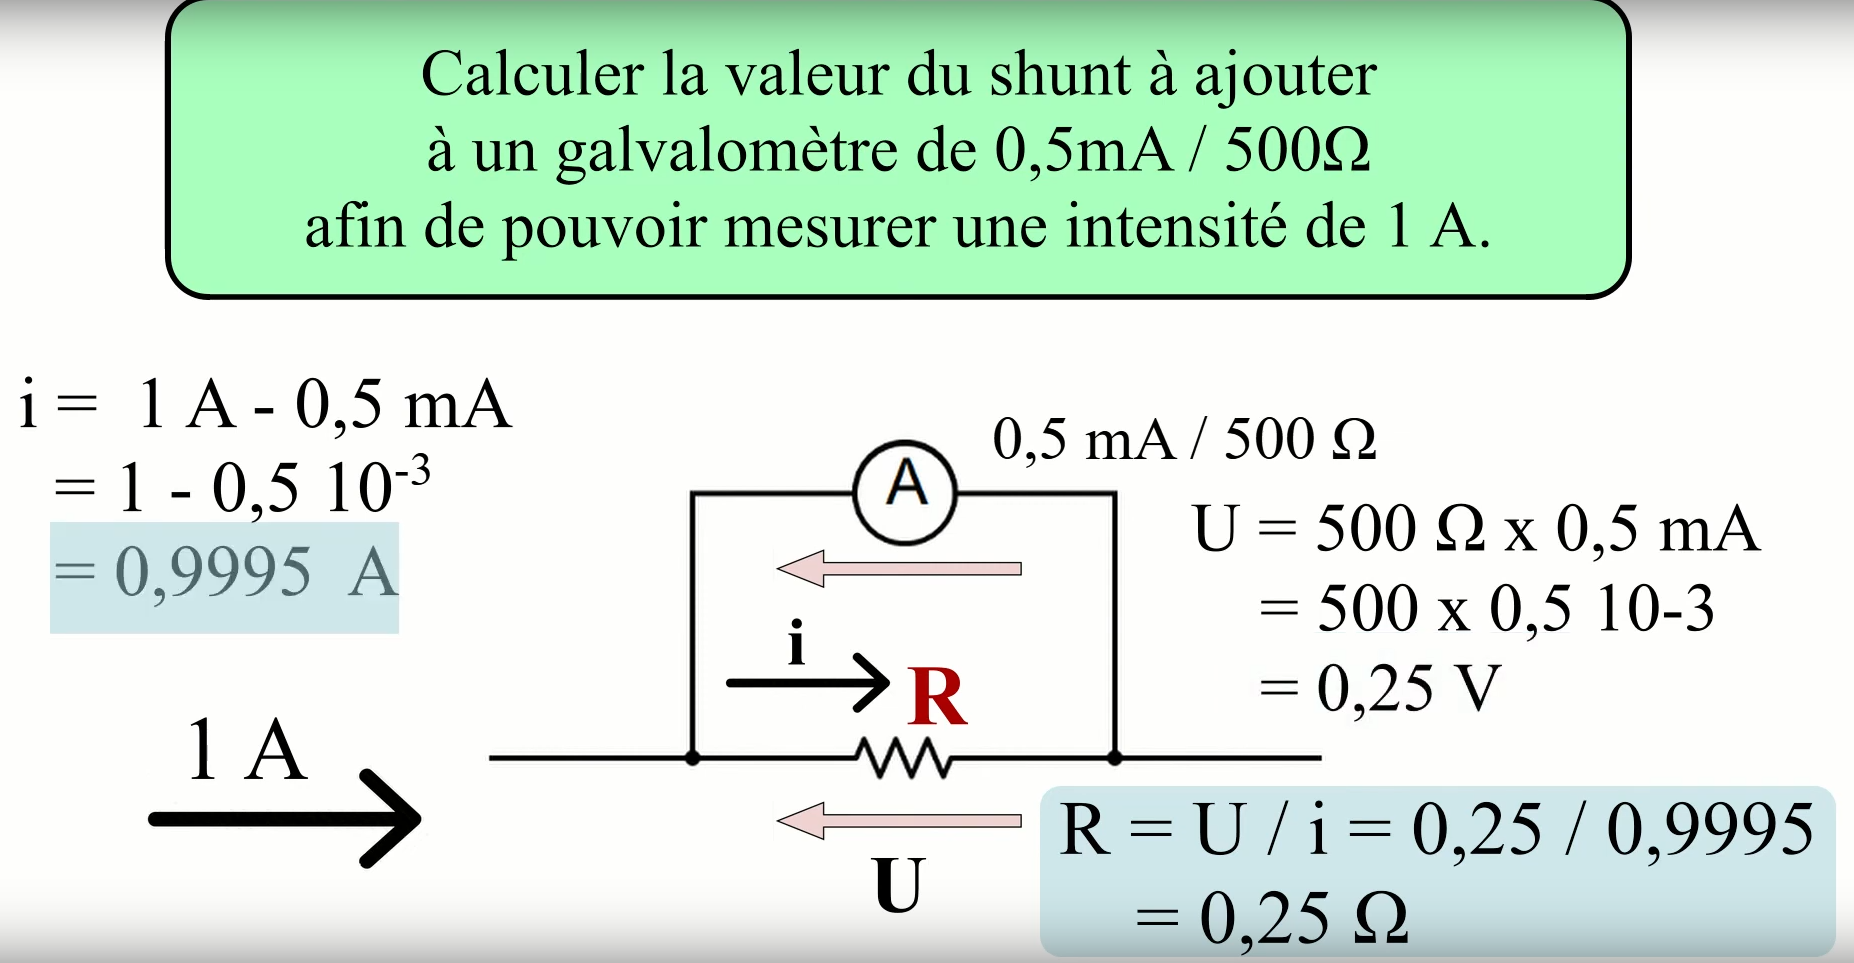 Calculer la valeur du shunt à ajouter
à un galvalomètre de 0,5mA / 500Ω
afin de pouvoir mesurer une intensité de 1 A.
i = 1 A - 0,5 mA
= 1 - 0,5 10⁻³
= 0,9995 A
1 A
A
0,5 mA / 500 Ω
i
R
U
U = 500 Ω x 0,5 mA
= 500 x 0,5 10-3
= 0,25 V
R = U / i = 0,25 / 0,9995
= 0,25 Ω